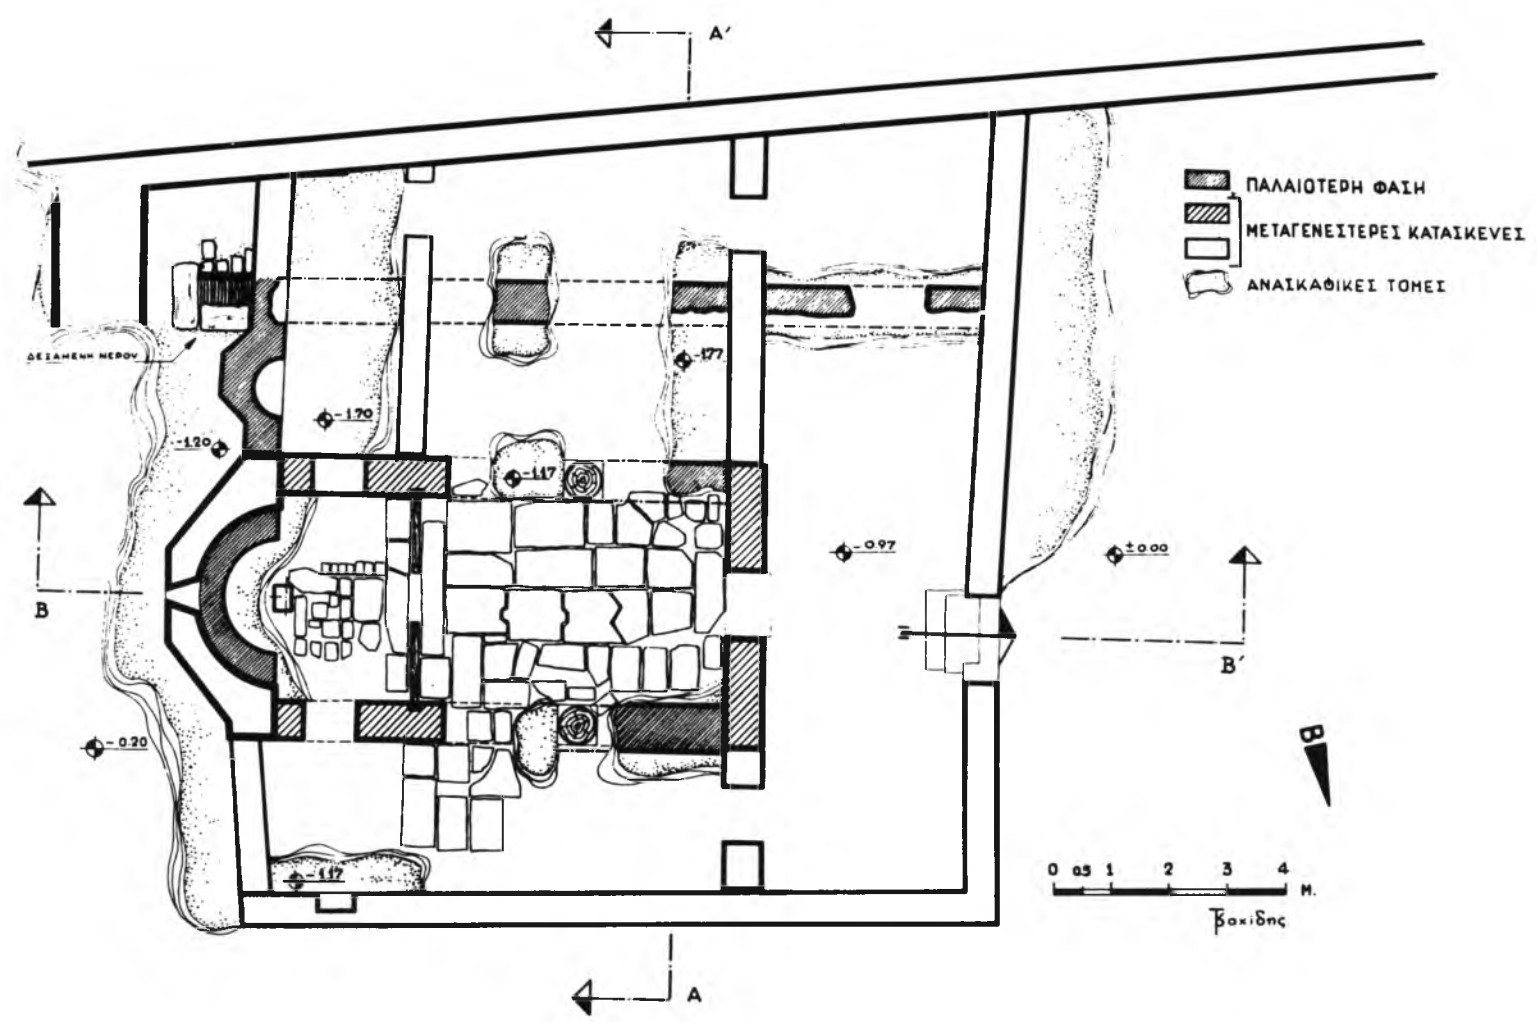 Α′
ΠΑΛΑΙΟΤΕΡΗ ΦΑΣΗ
ΜΕΤΑΓΕΝΕΣΤΕΡΕΣ ΚΑΤΑΣΚΕΥΕΣ
ΑΝΑΣΚΑΦΙΚΕΣ ΤΟΜΕΣ
ΔΕΞΑΜΕΝΗ ΝΕΡΟΥ
-1.77
-1.70
-1.20
-1.17
-0.97
±0.00
Β
Β′
-0.20
Β
-1.17
0 0.5 1 2 3 4 Μ.
Α